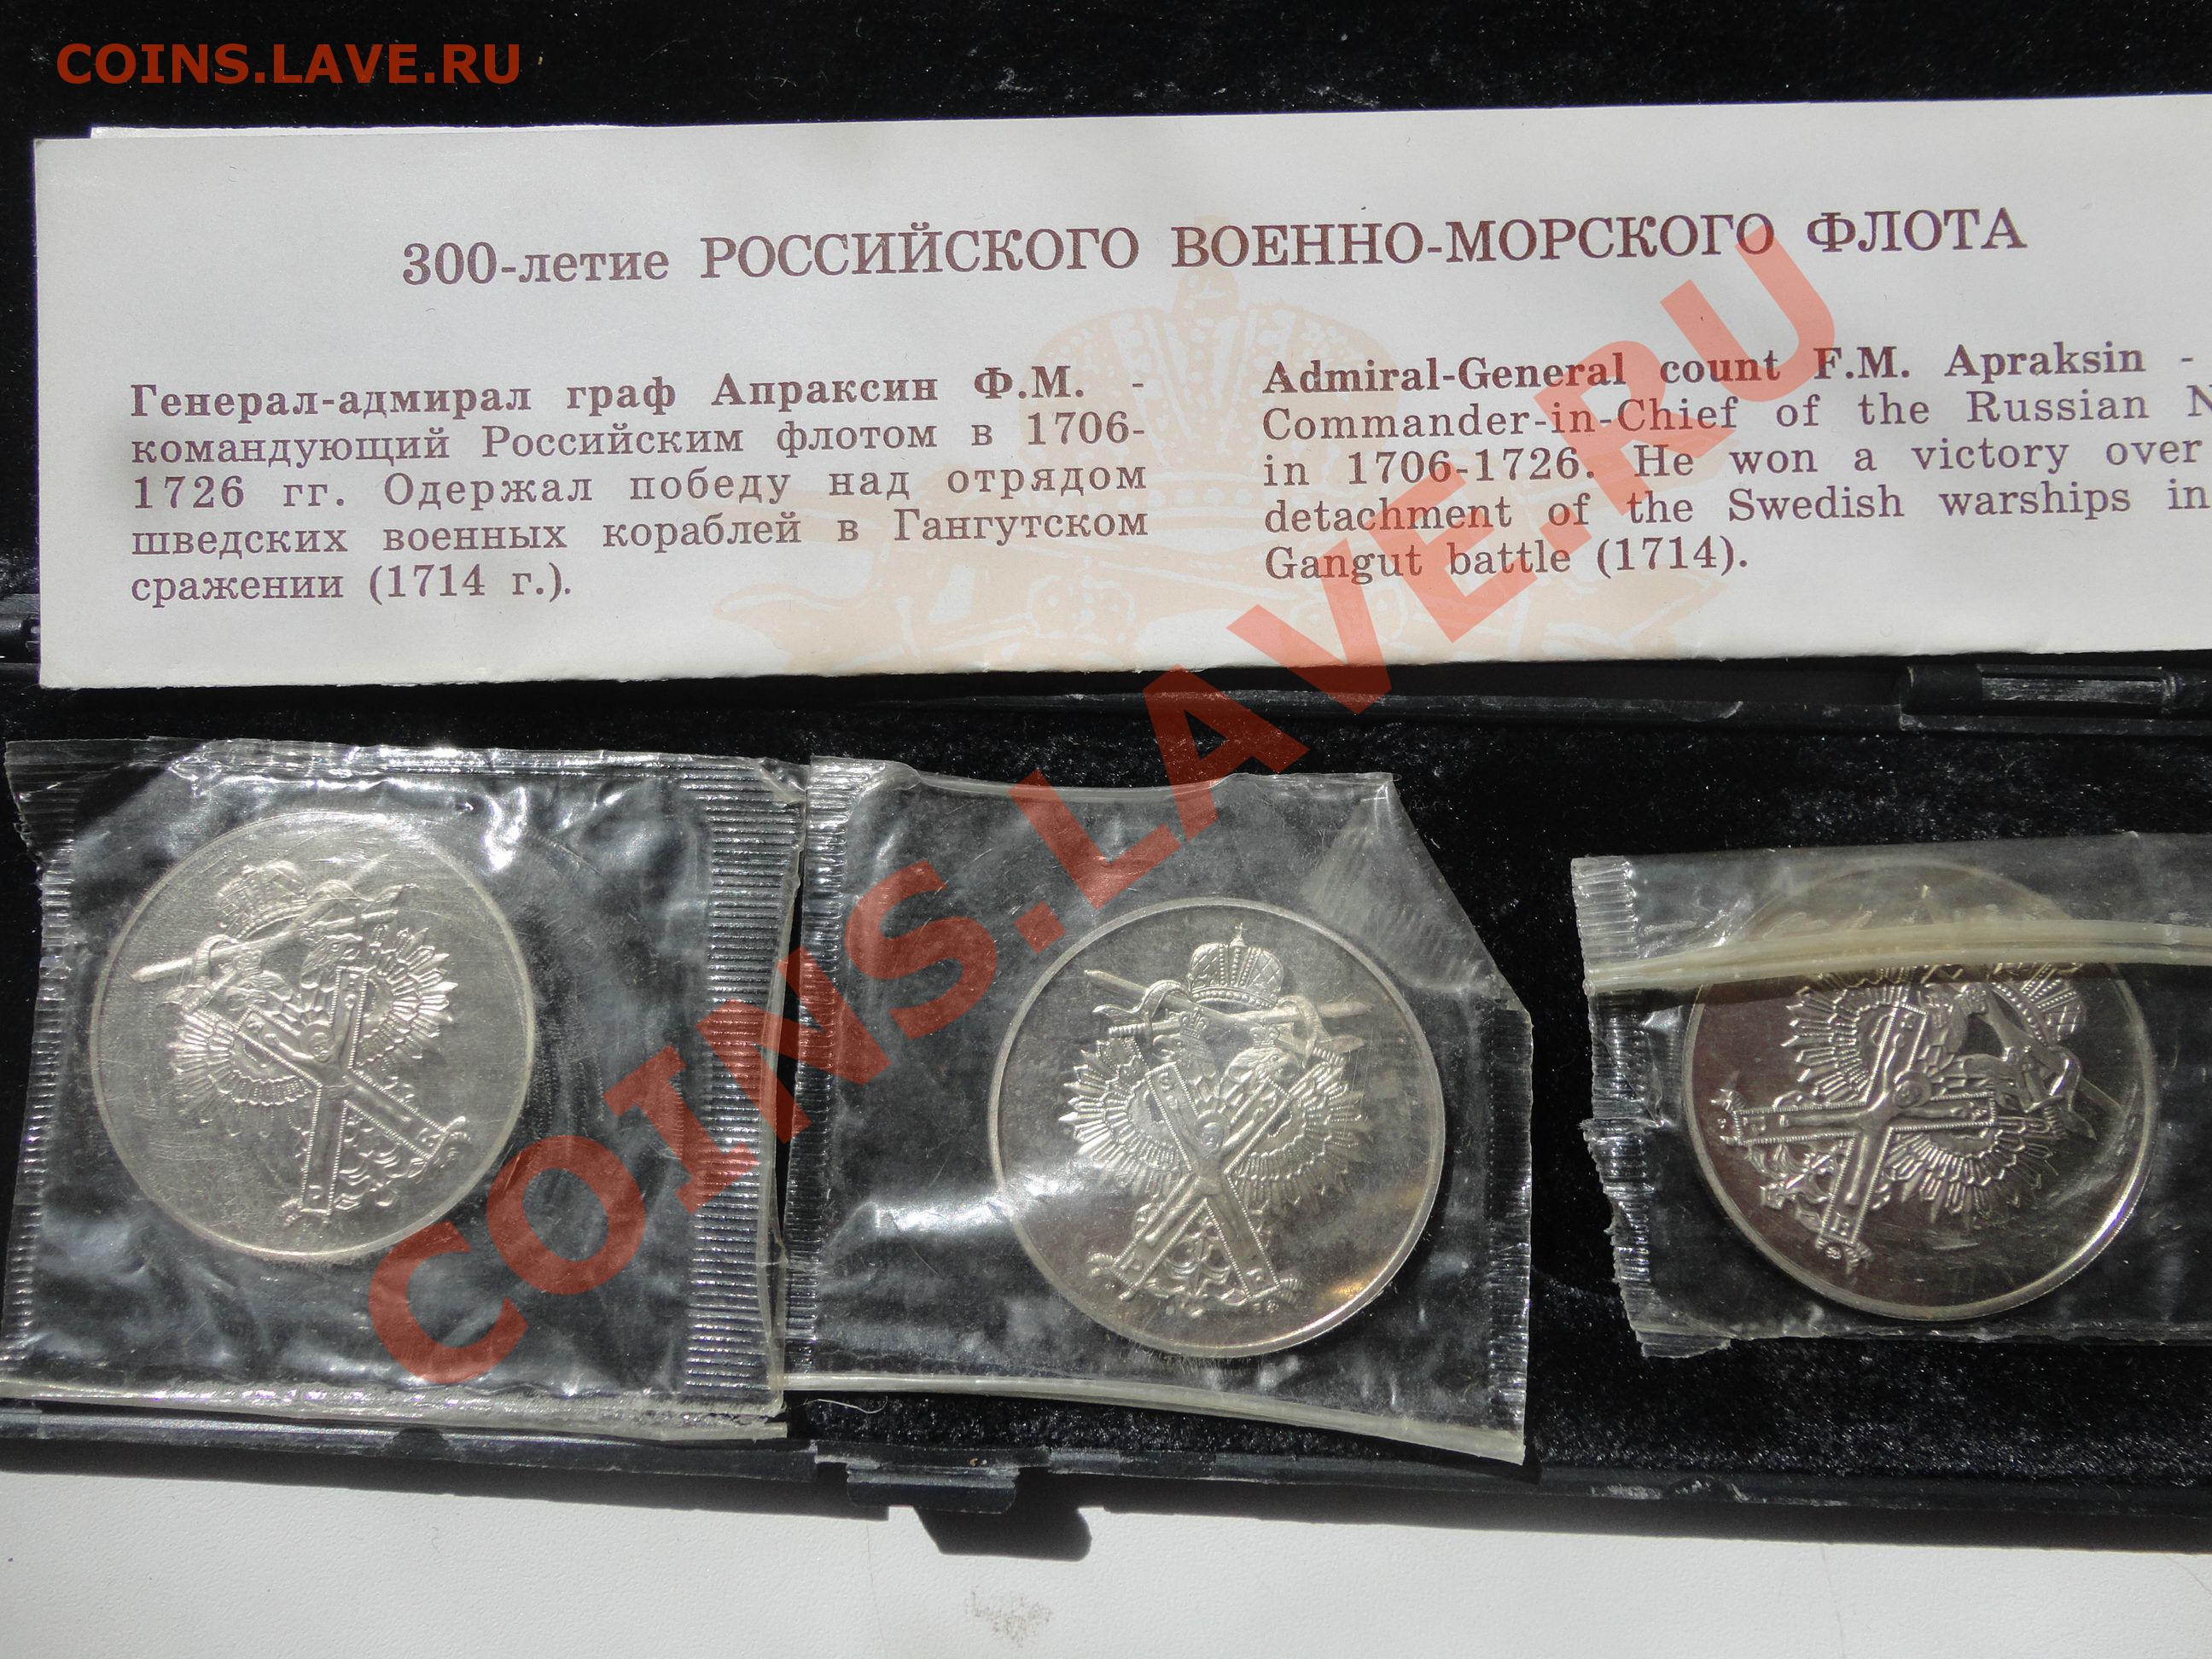 COINS.LAVE.RU
300-летие РОССИЙСКОГО ВОЕННО-МОРСКОГО ФЛОТА
Генерал-адмирал граф Апраксин Ф.М. -
командующий Российским флотом в 1706-
1726 гг. Одержал победу над отрядом
шведских военных кораблей в Гангутском
сражении (1714 г.).
Admiral-General count F.M. Apraksin -
Commander-in-Chief of the Russian
in 1706-1726. He won a victory over
detachment of the Swedish warships in
Gangut battle (1714).
COINS.LAVE.RU